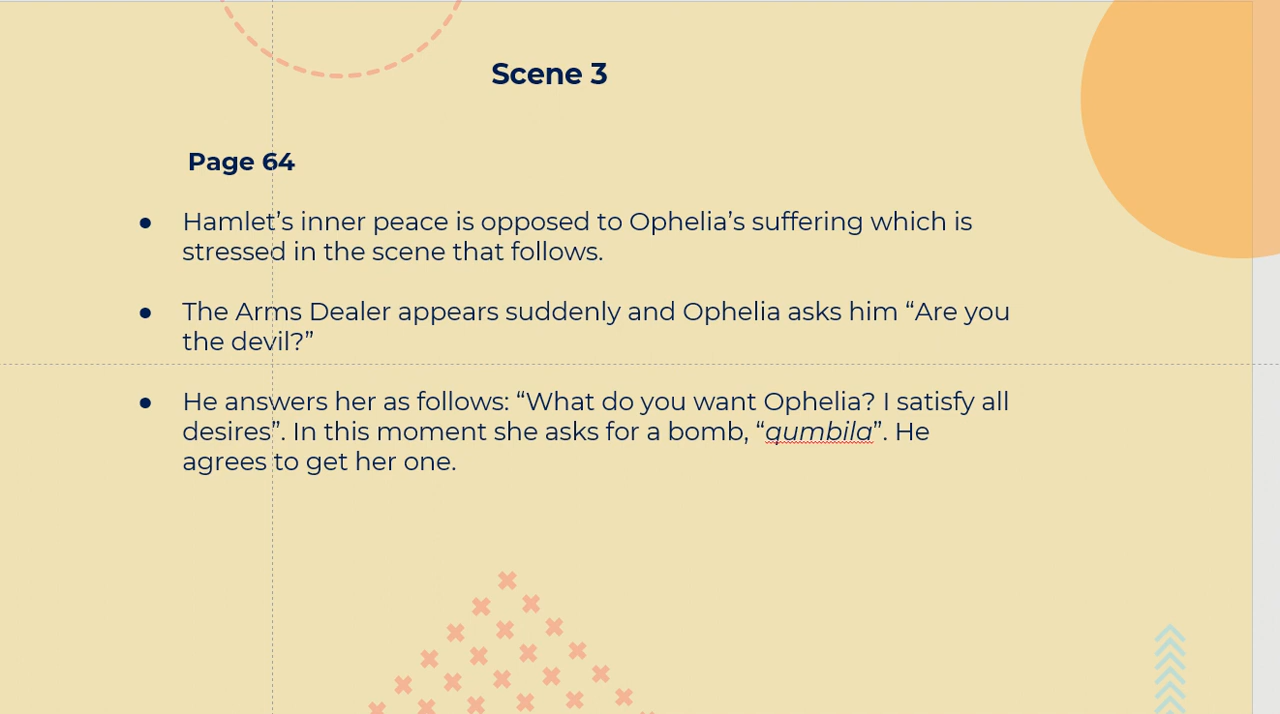 Scene 3
Page 64
● Hamlet’s inner peace is opposed to Ophelia’s suffering which is
stressed in the scene that follows.
● The Arms Dealer appears suddenly and Ophelia asks him “Are you
the devil?”
● He answers her as follows: “What do you want Ophelia? I satisfy all
desires”. In this moment she asks for a bomb, “qumbila”. He
agrees to get her one.